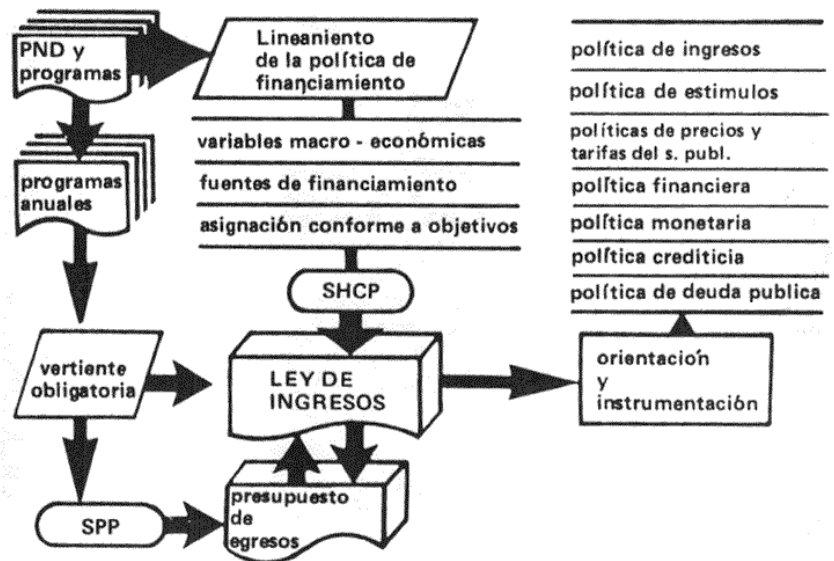 PND y
programas
Lineaniento
de la política de
financiamiento
variables macro - económicas
fuentes de financiamiento
asignación conforme a objetivos
SHCP
programas
anuales
vertiente
obligatoria
LEY DE
INGRESOS
SPP
presupuesto
de
egresos
política de ingresos
política de estimulos
políticas de precios y
tarifas del s. publ.
política financiera
política monetaria
política crediticia
política de deuda publica
orientación
y
instrumentación